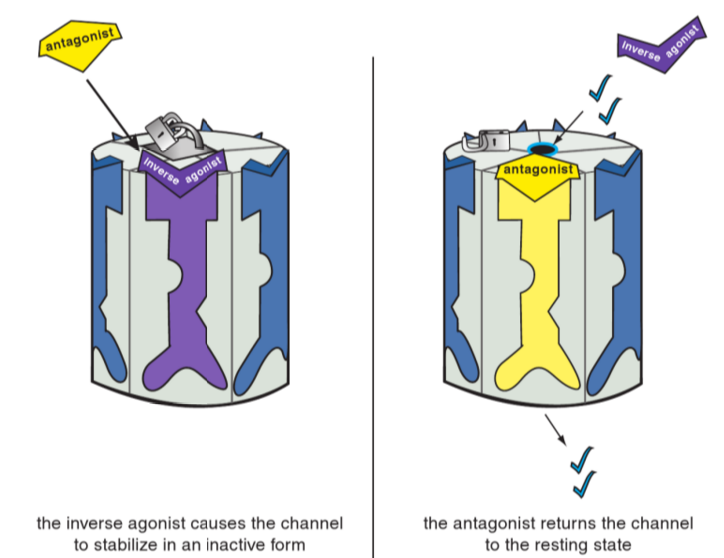 antagonist
inverse agonist
the inverse agonist causes the channel
to stabilize in an inactive form
inverse agonist
antagonist
the antagonist returns the channel
to the resting state